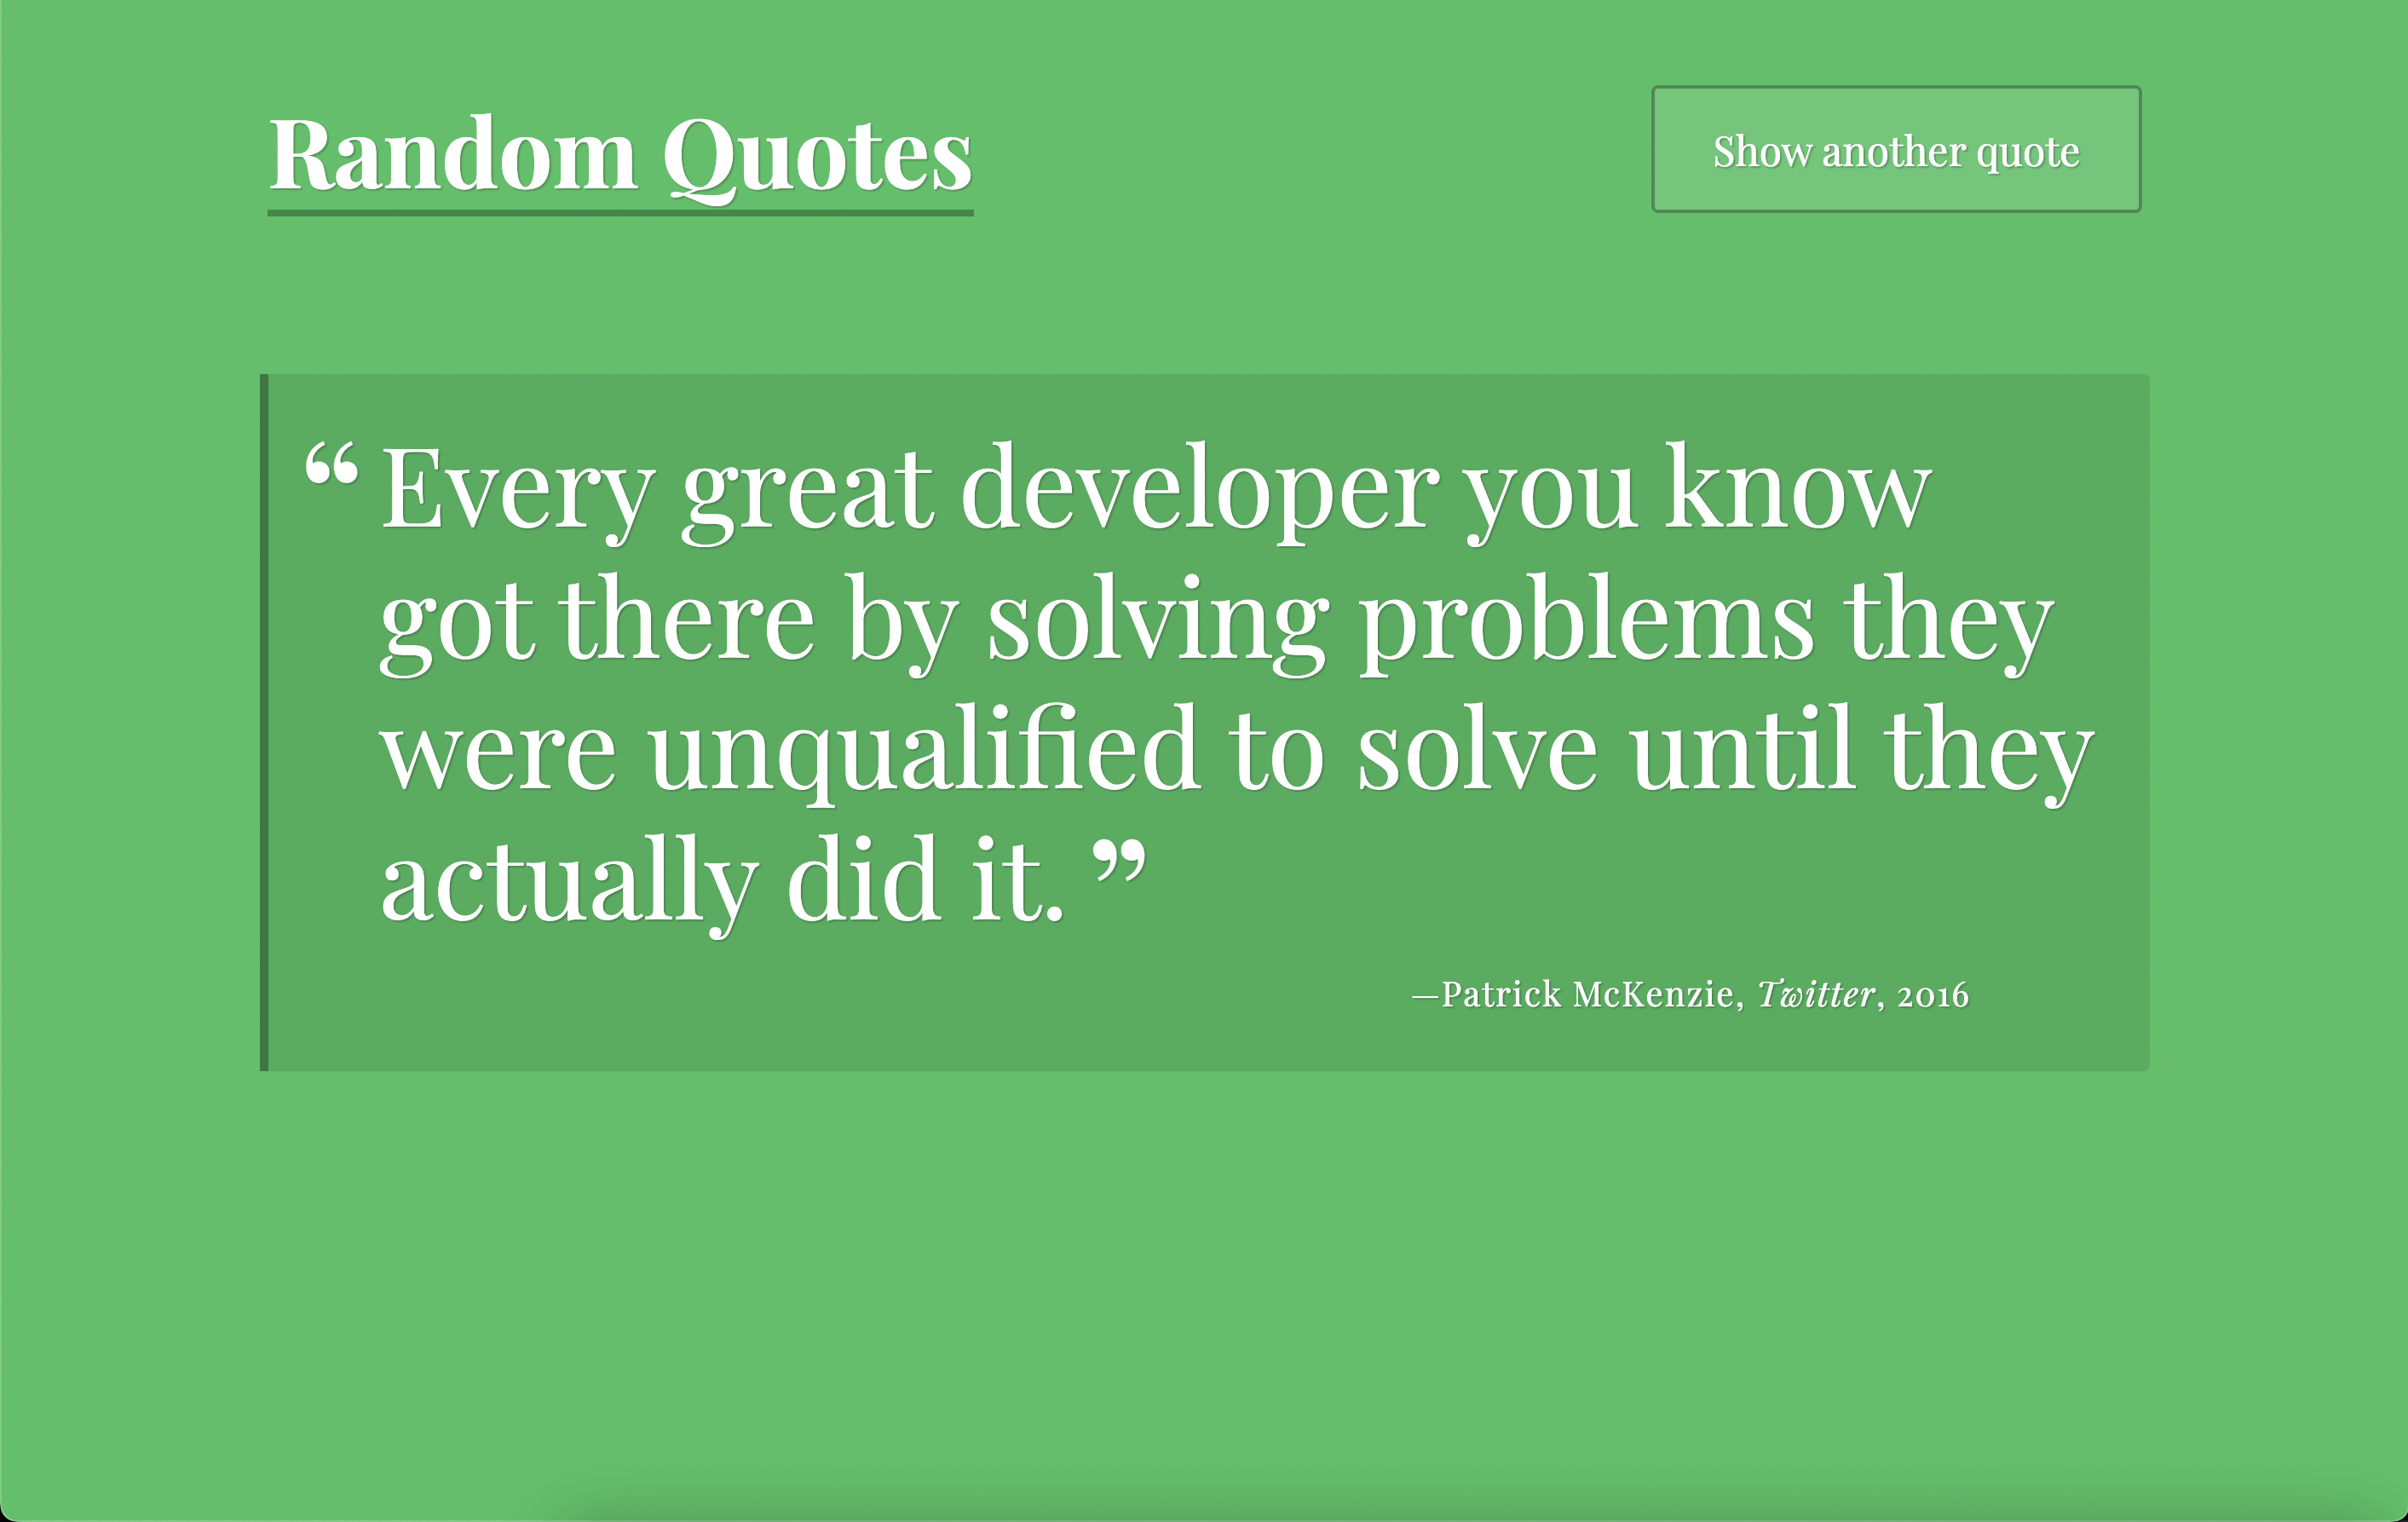 Random Quotes
Show another quote
“Every great developer you know
got there by solving problems they
were unqualified to solve until they
actually did it. ”
—Patrick McKenzie, Twitter, 2016